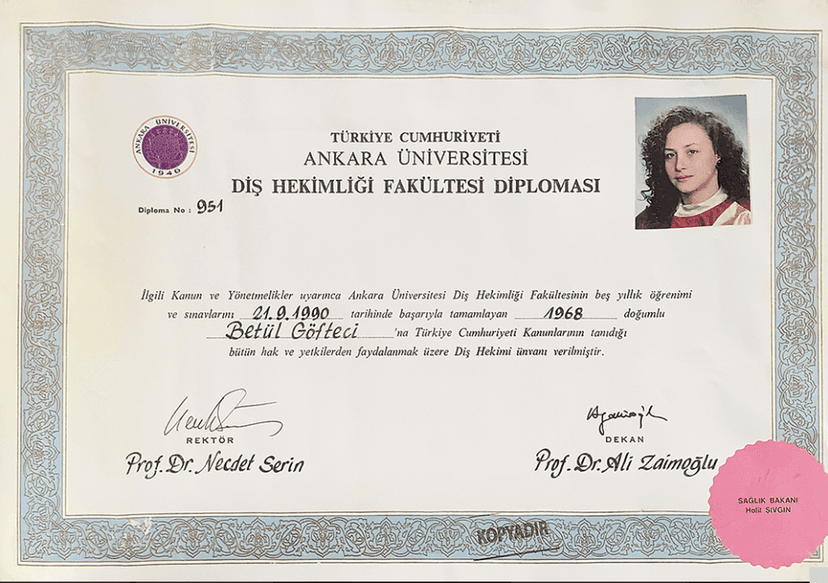 ANKARA ÜNİVERSİTESİ
1946
TÜRKİYE CUMHURİYETİ
ANKARA ÜNİVERSİTESİ
DİŞ HEKİMLİĞİ FAKÜLTESİ DİPLOMASI
Diploma No : 951
İlgili Kanun ve Yönetmelikler uyarınca Ankara Üniversitesi Diş Hekimliği Fakültesinin beş yıllık öğrenimi
ve sınavlarını 21.9.1990 tarihinde başarıyla tamamlayan 1968 doğumlu
Betül Göfteci 'na Türkiye Cumhuriyeti Kanunlarının tanıdığı
bütün hak ve yetkilerden faydalanmak üzere Diş Hekimi ünvanı verilmiştir.
REKTÖR
Prof. Dr. Necdet Serin
DEKAN
Prof. Dr. Ali Zaimoğlu
SAĞLIK BAKANI
Halil ŞIVGIN
KOPYADIR